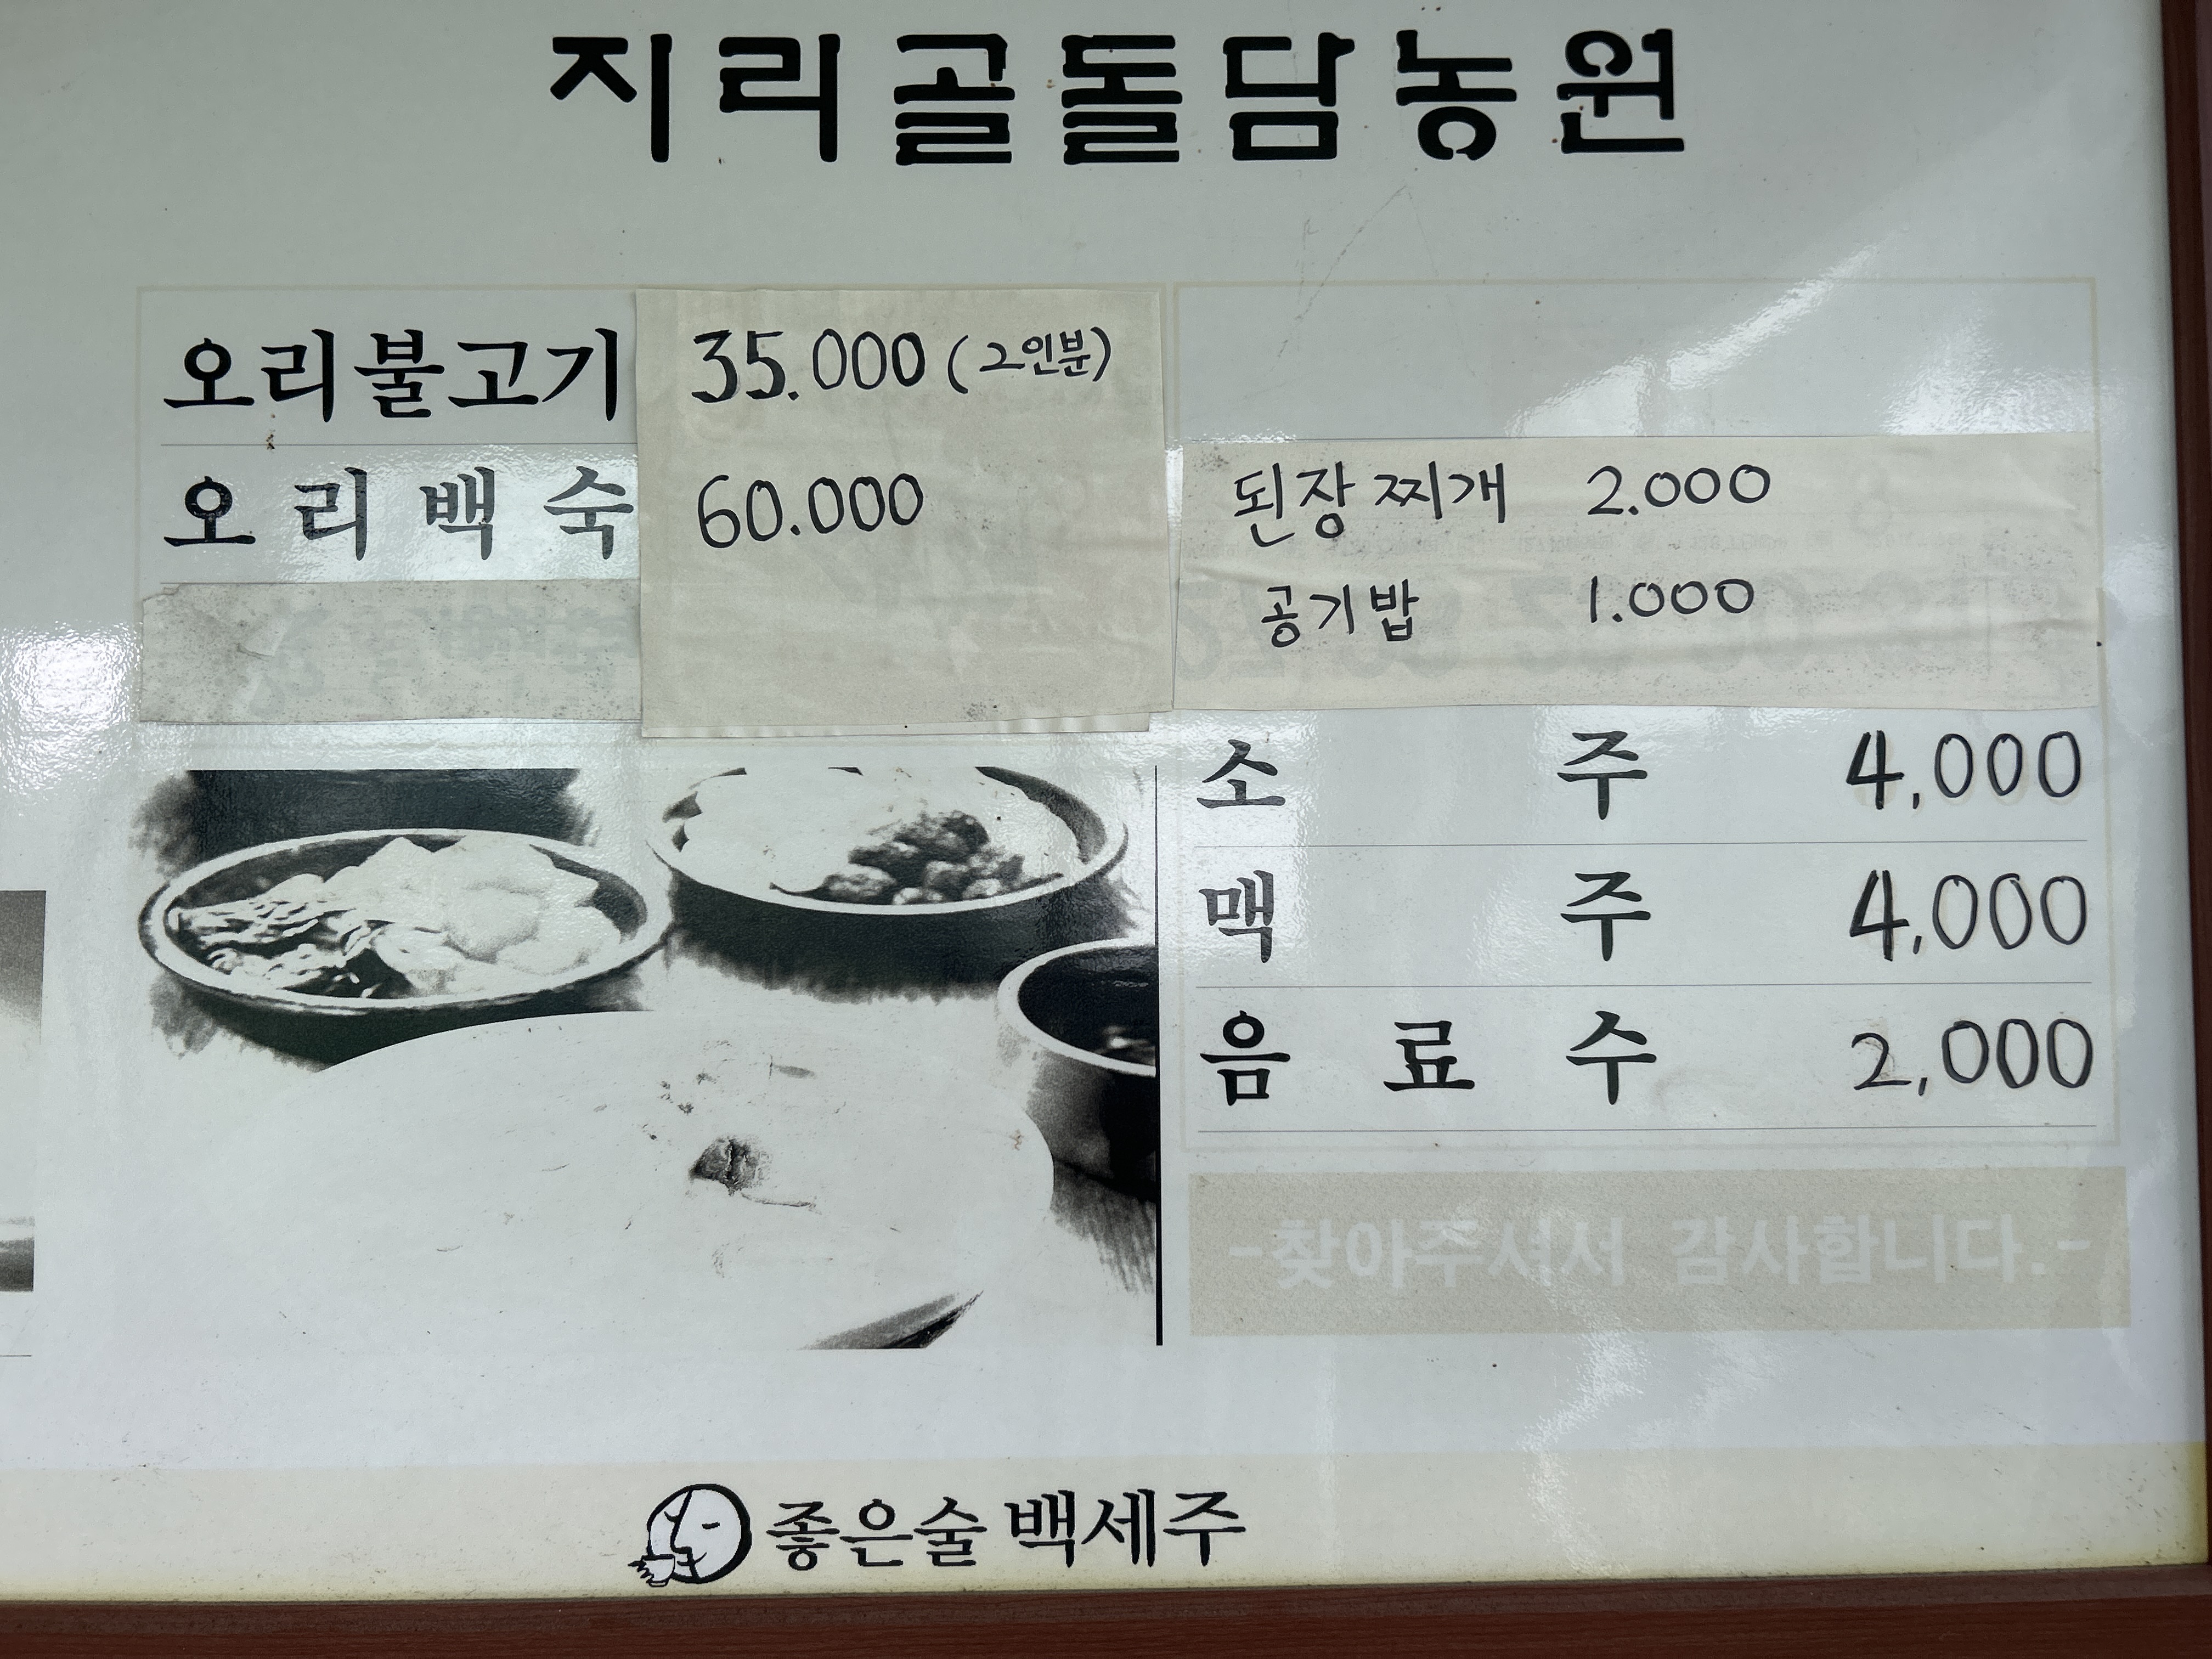 지리골돌담농원
오리불고기 35.000 (2인분)
오리백숙 60.000
된장찌개 2.000
공기밥 1.000
소주 4,000
맥주 4,000
음료수 2,000
-찾아주셔서 감사합니다.-
좋은술 백세주